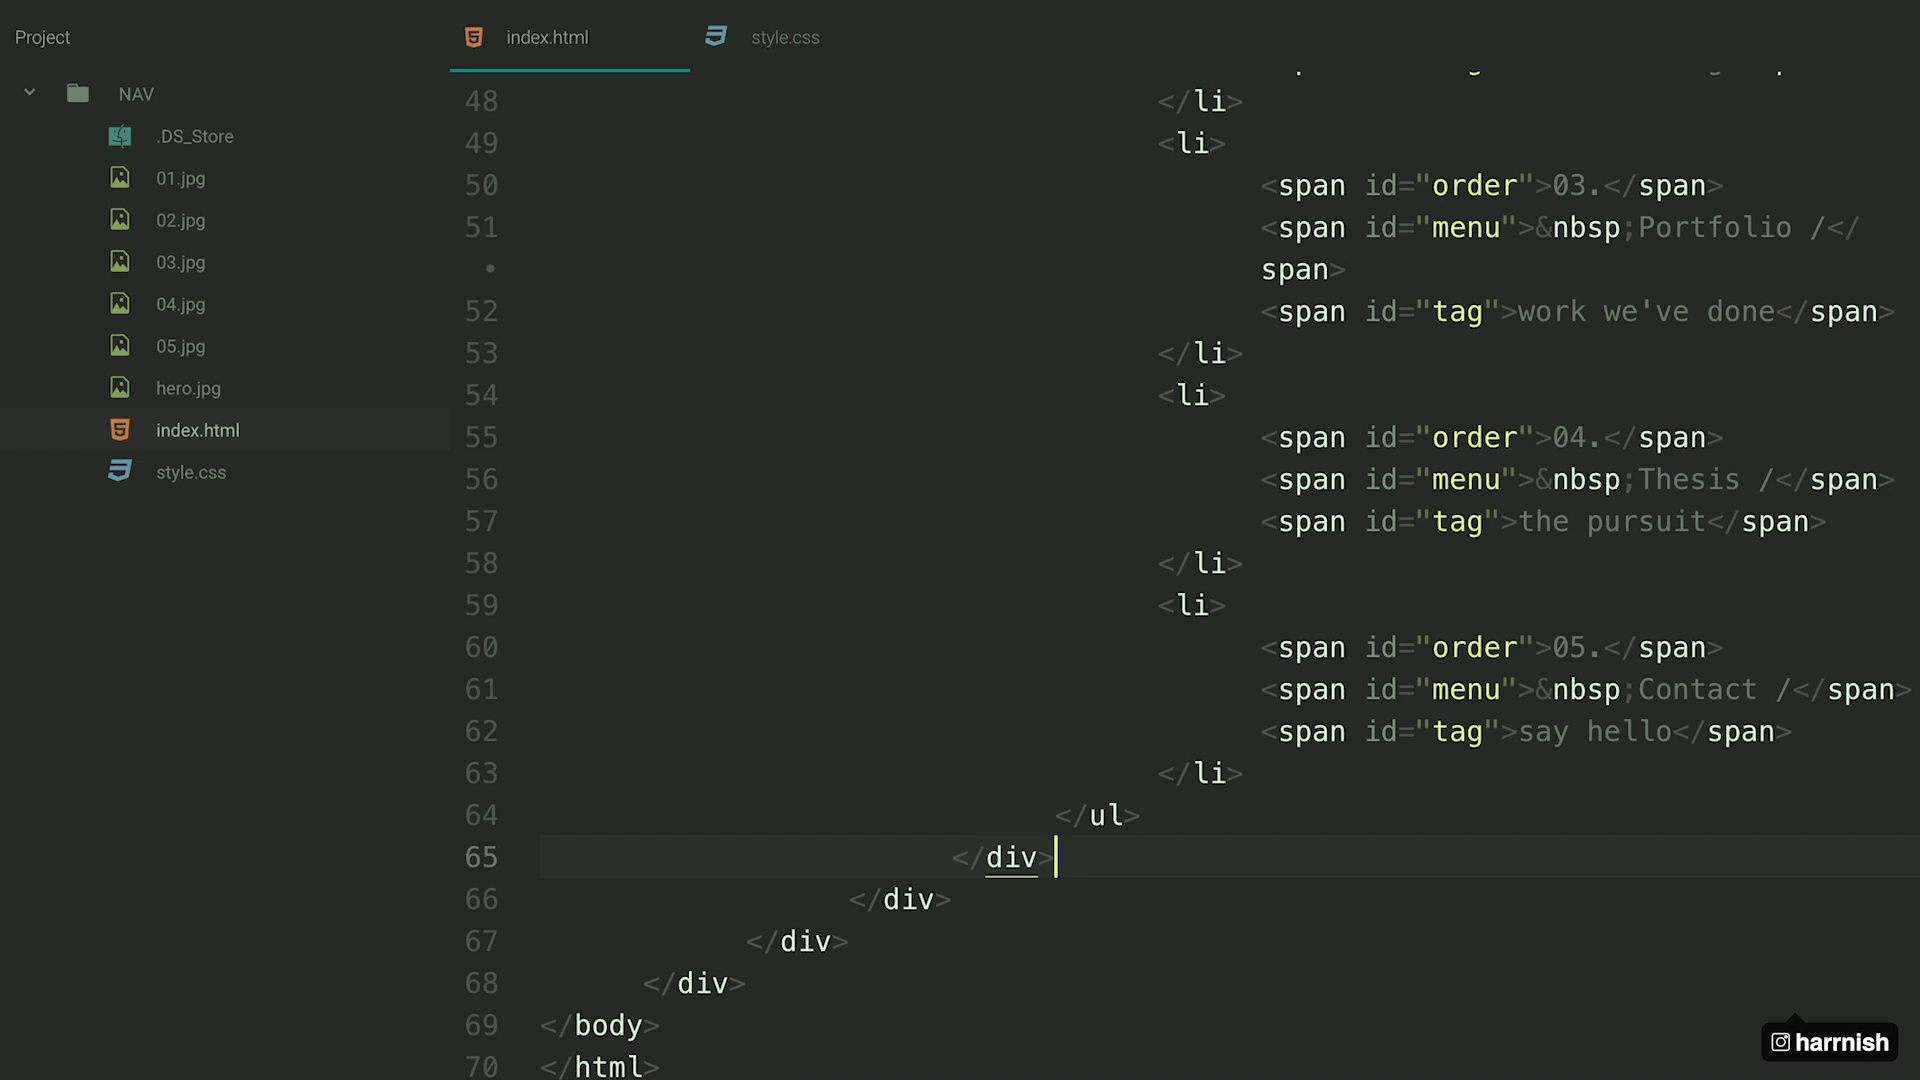 Project
index.html
style.css
NAV
.DS_Store
01.jpg
02.jpg
03.jpg
04.jpg
05.jpg
hero.jpg
index.html
style.css
48 </li>
49 <li>
50 <span id="order">03.</span>
51 <span id="menu">&nbsp;Portfolio /</
• span>
52 <span id="tag">work we've done</span>
53 </li>
54 <li>
55 <span id="order">04.</span>
56 <span id="menu">&nbsp;Thesis /</span>
57 <span id="tag">the pursuit</span>
58 </li>
59 <li>
60 <span id="order">05.</span>
61 <span id="menu">&nbsp;Contact /</span>
62 <span id="tag">say hello</span>
63 </li>
64 </ul>
65 </div>
66 </div>
67 </div>
68 </div>
69 </body>
70 </html>
harrnish